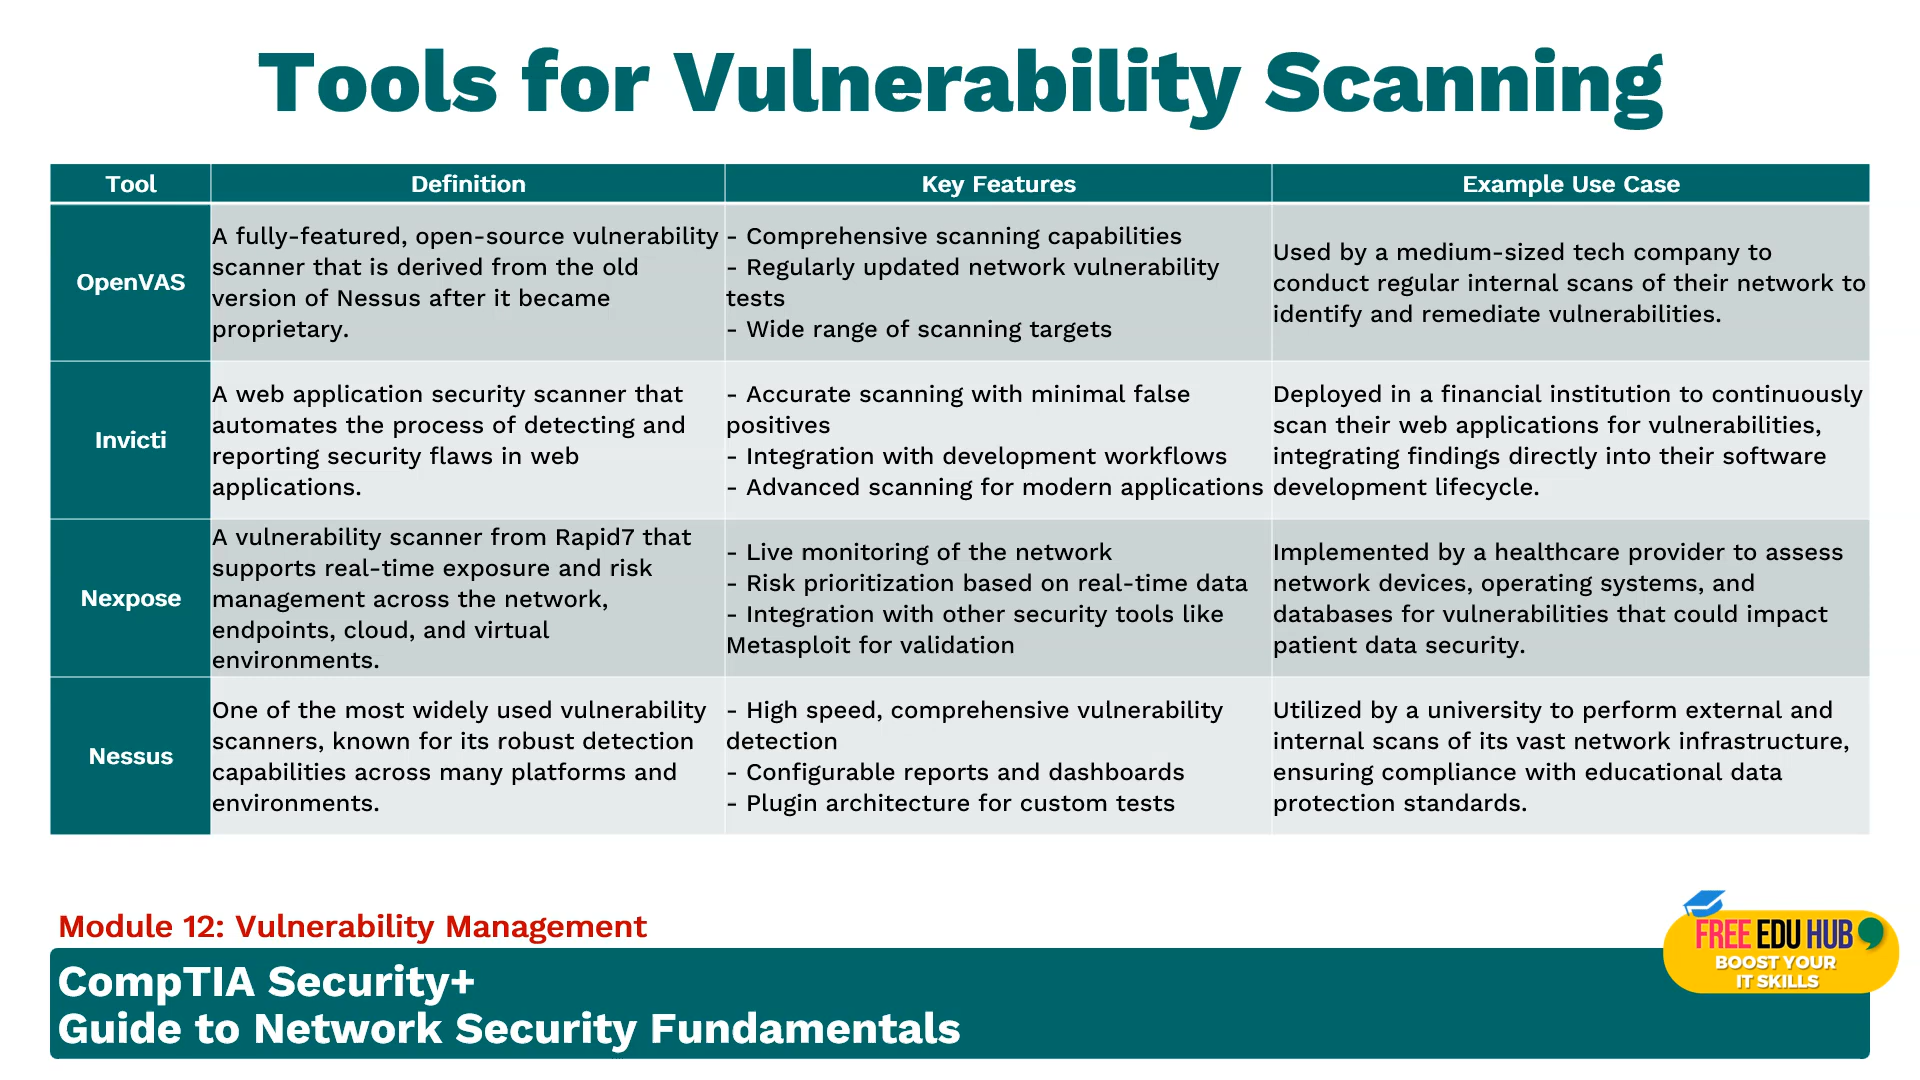 Tools for Vulnerability Scanning
Tool
Definition
Key Features
Example Use Case
OpenVAS
A fully-featured, open-source vulnerability
scanner that is derived from the old
version of Nessus after it became
proprietary.
- Comprehensive scanning capabilities
- Regularly updated network vulnerability
tests
- Wide range of scanning targets
Used by a medium-sized tech company to
conduct regular internal scans of their network to
identify and remediate vulnerabilities.
Invicti
A web application security scanner that
automates the process of detecting and
reporting security flaws in web
applications.
- Accurate scanning with minimal false
positives
- Integration with development workflows
- Advanced scanning for modern applications
Deployed in a financial institution to continuously
scan their web applications for vulnerabilities,
integrating findings directly into their software
development lifecycle.
Nexpose
A vulnerability scanner from Rapid7 that
supports real-time exposure and risk
management across the network,
endpoints, cloud, and virtual
environments.
- Live monitoring of the network
- Risk prioritization based on real-time data
- Integration with other security tools like
Metasploit for validation
Implemented by a healthcare provider to assess
network devices, operating systems, and
databases for vulnerabilities that could impact
patient data security.
Nessus
One of the most widely used vulnerability
scanners, known for its robust detection
capabilities across many platforms and
environments.
- High speed, comprehensive vulnerability
detection
- Configurable reports and dashboards
- Plugin architecture for custom tests
Utilized by a university to perform external and
internal scans of its vast network infrastructure,
ensuring compliance with educational data
protection standards.
Module 12: Vulnerability Management
CompTIA Security+
Guide to Network Security Fundamentals
FREE EDU HUB
BOOST YOUR
IT SKILLS